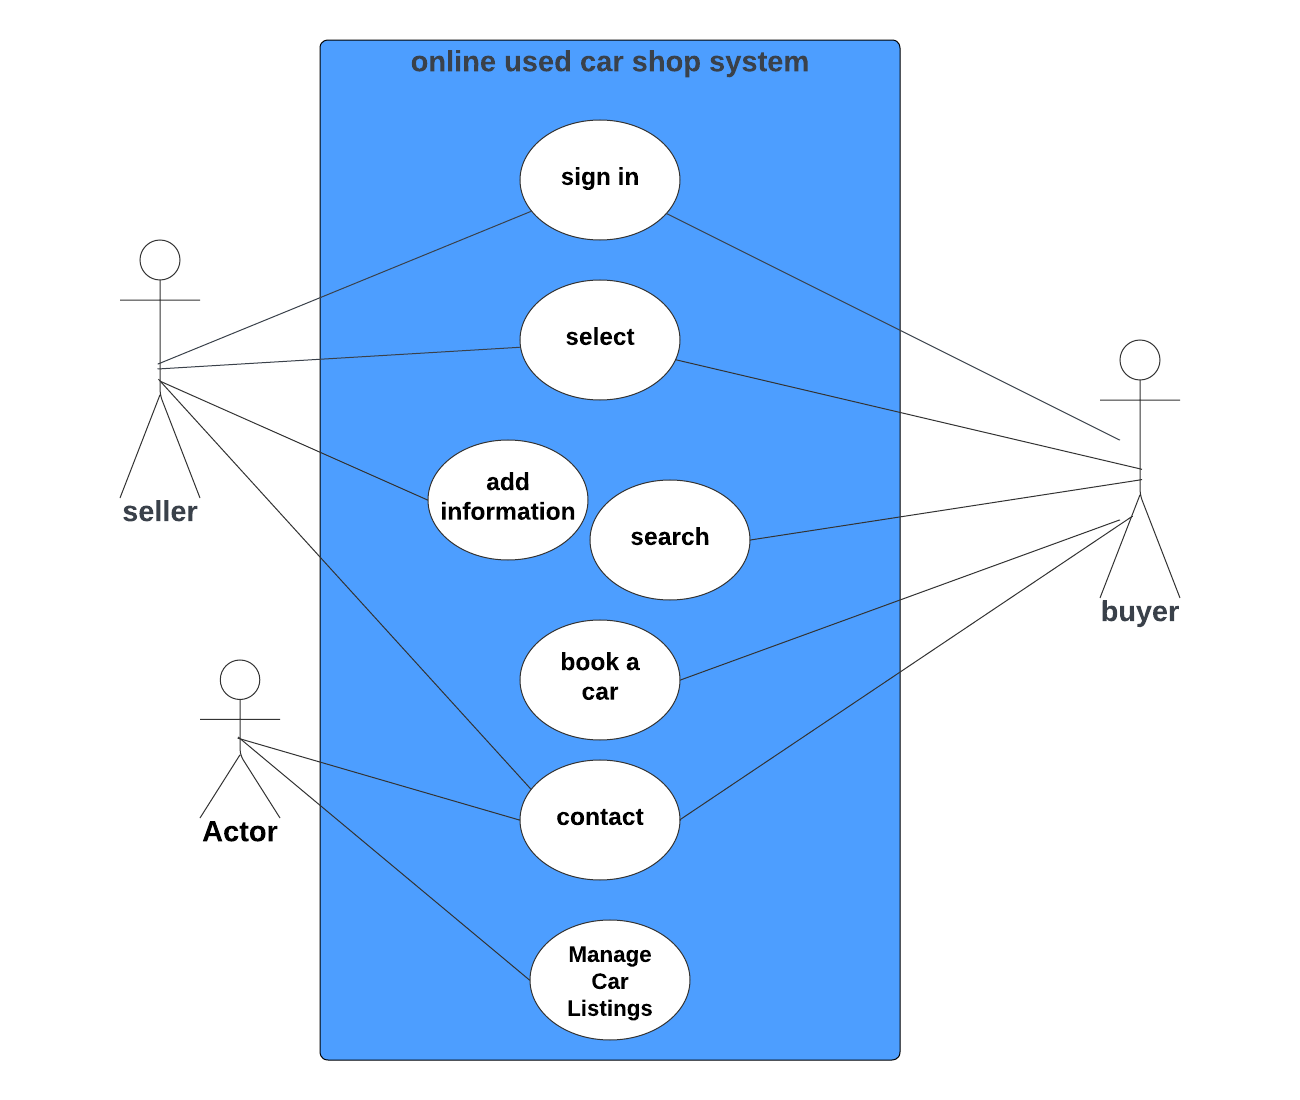 online used car shop system
sign in
select
add
information
search
seller
buyer
book a
car
contact
Actor
Manage
Car
Listings